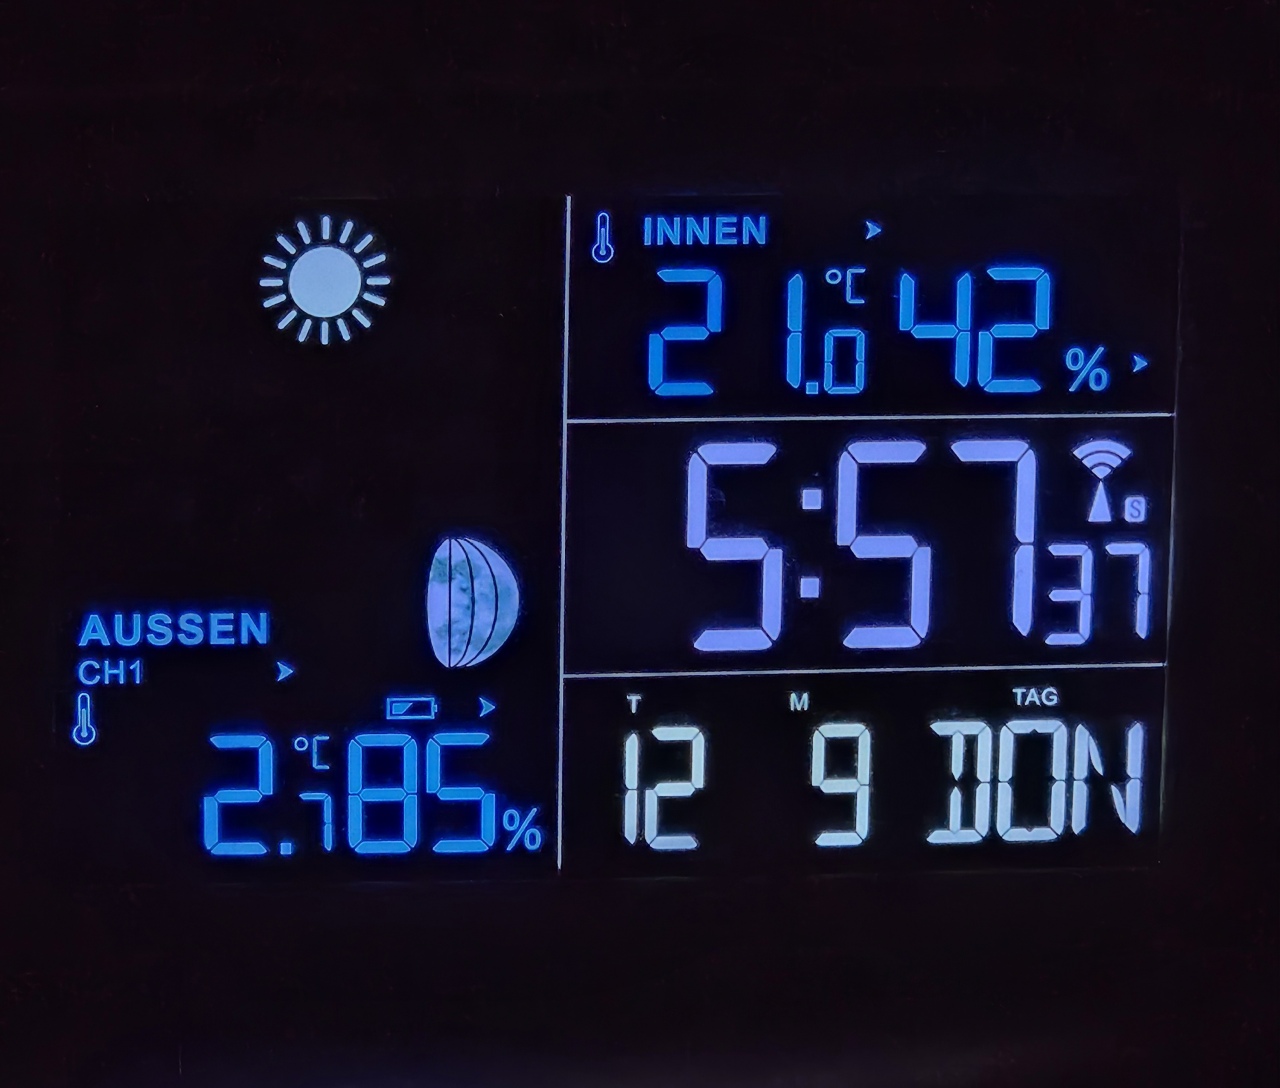 INNEN
21.0 °C 42 %
5:57 37
S
AUSSEN
CH1
2.7 °C 85 %
T M TAG
12 9 DON